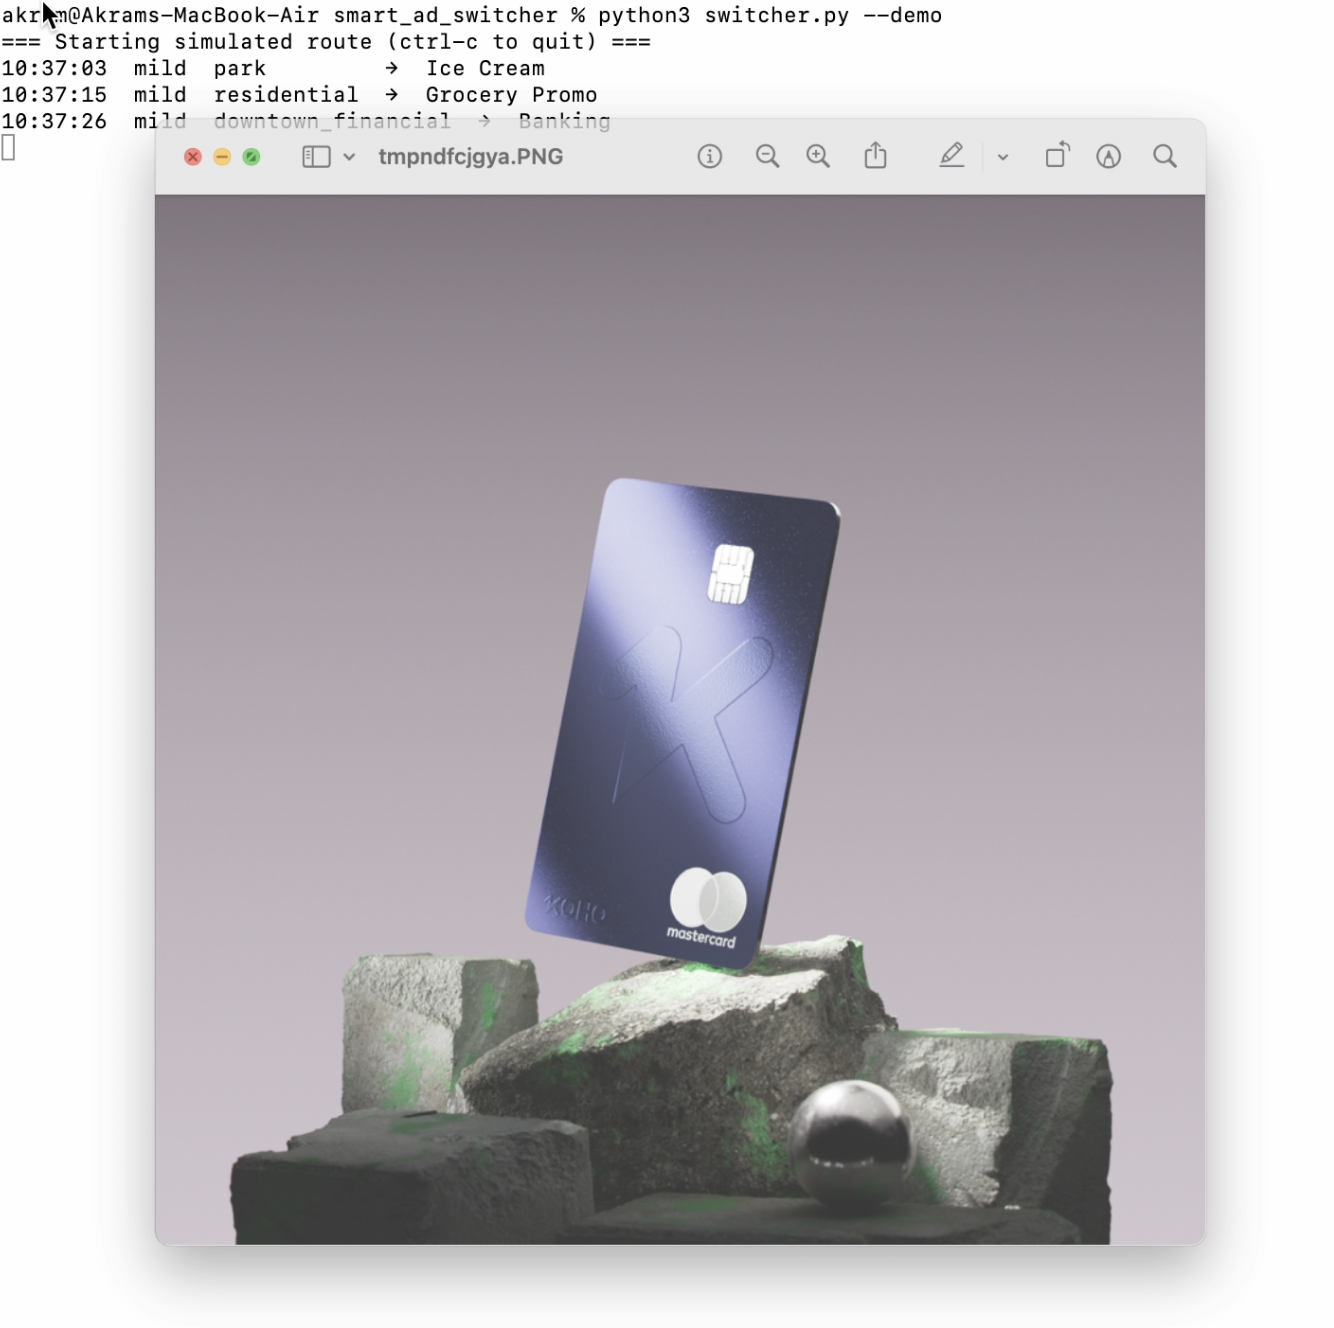 akram@Akrams-MacBook-Air smart_ad_switcher % python3 switcher.py --demo
=== Starting simulated route (ctrl-c to quit) ===
10:37:03  mild  park         →  Ice Cream
10:37:15  mild  residential  →  Grocery Promo
10:37:26  mild  downtown_financial  →  Banking
tmpndfcjgya.PNG
KOHO
mastercard